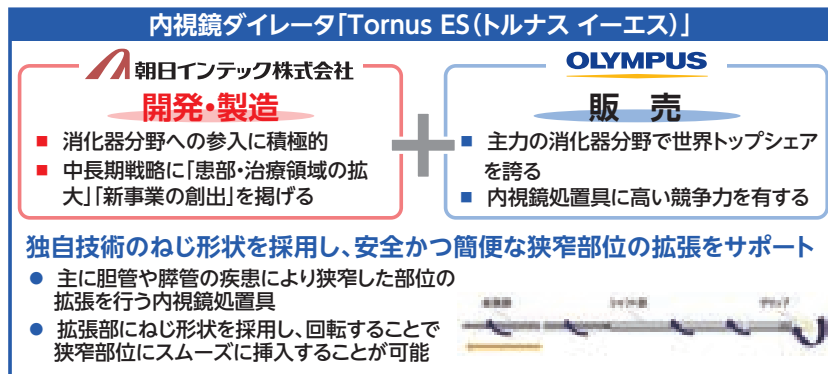 内視鏡ダイレータ「Tornus ES(トルナス イーエス)」
朝日インテック株式会社
開発・製造
■ 消化器分野への参入に積極的
■ 中長期戦略に「患部・治療領域の拡
大」「新事業の創出」を掲げる
+
OLYMPUS
販 売
■ 主力の消化器分野で世界トップシェア
を誇る
■ 内視鏡処置具に高い競争力を有する
独自技術のねじ形状を採用し、安全かつ簡便な狭窄部位の拡張をサポート
● 主に胆管や膵管の疾患により狭窄した部位の
拡張を行う内視鏡処置具
● 拡張部にねじ形状を採用し、回転することで
狭窄部位にスムーズに挿入することが可能